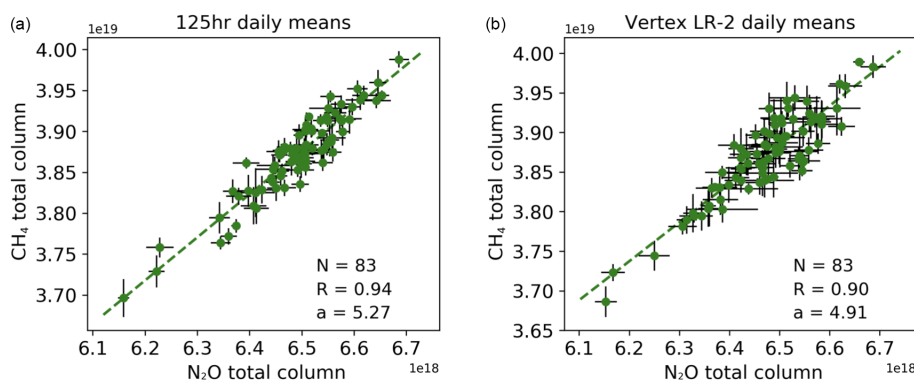 (a)
125hr daily means
1e19
4.00
3.95
3.90
3.85
3.80
3.75
3.70
CH₄ total column
N = 83
R = 0.94
a = 5.27
6.1 6.2 6.3 6.4 6.5 6.6 6.7
N₂O total column
1e18
(b)
Vertex LR-2 daily means
1e19
4.00
3.95
3.90
3.85
3.80
3.75
3.70
3.65
CH₄ total column
N = 83
R = 0.90
a = 4.91
6.1 6.2 6.3 6.4 6.5 6.6 6.7
N₂O total column
1e18